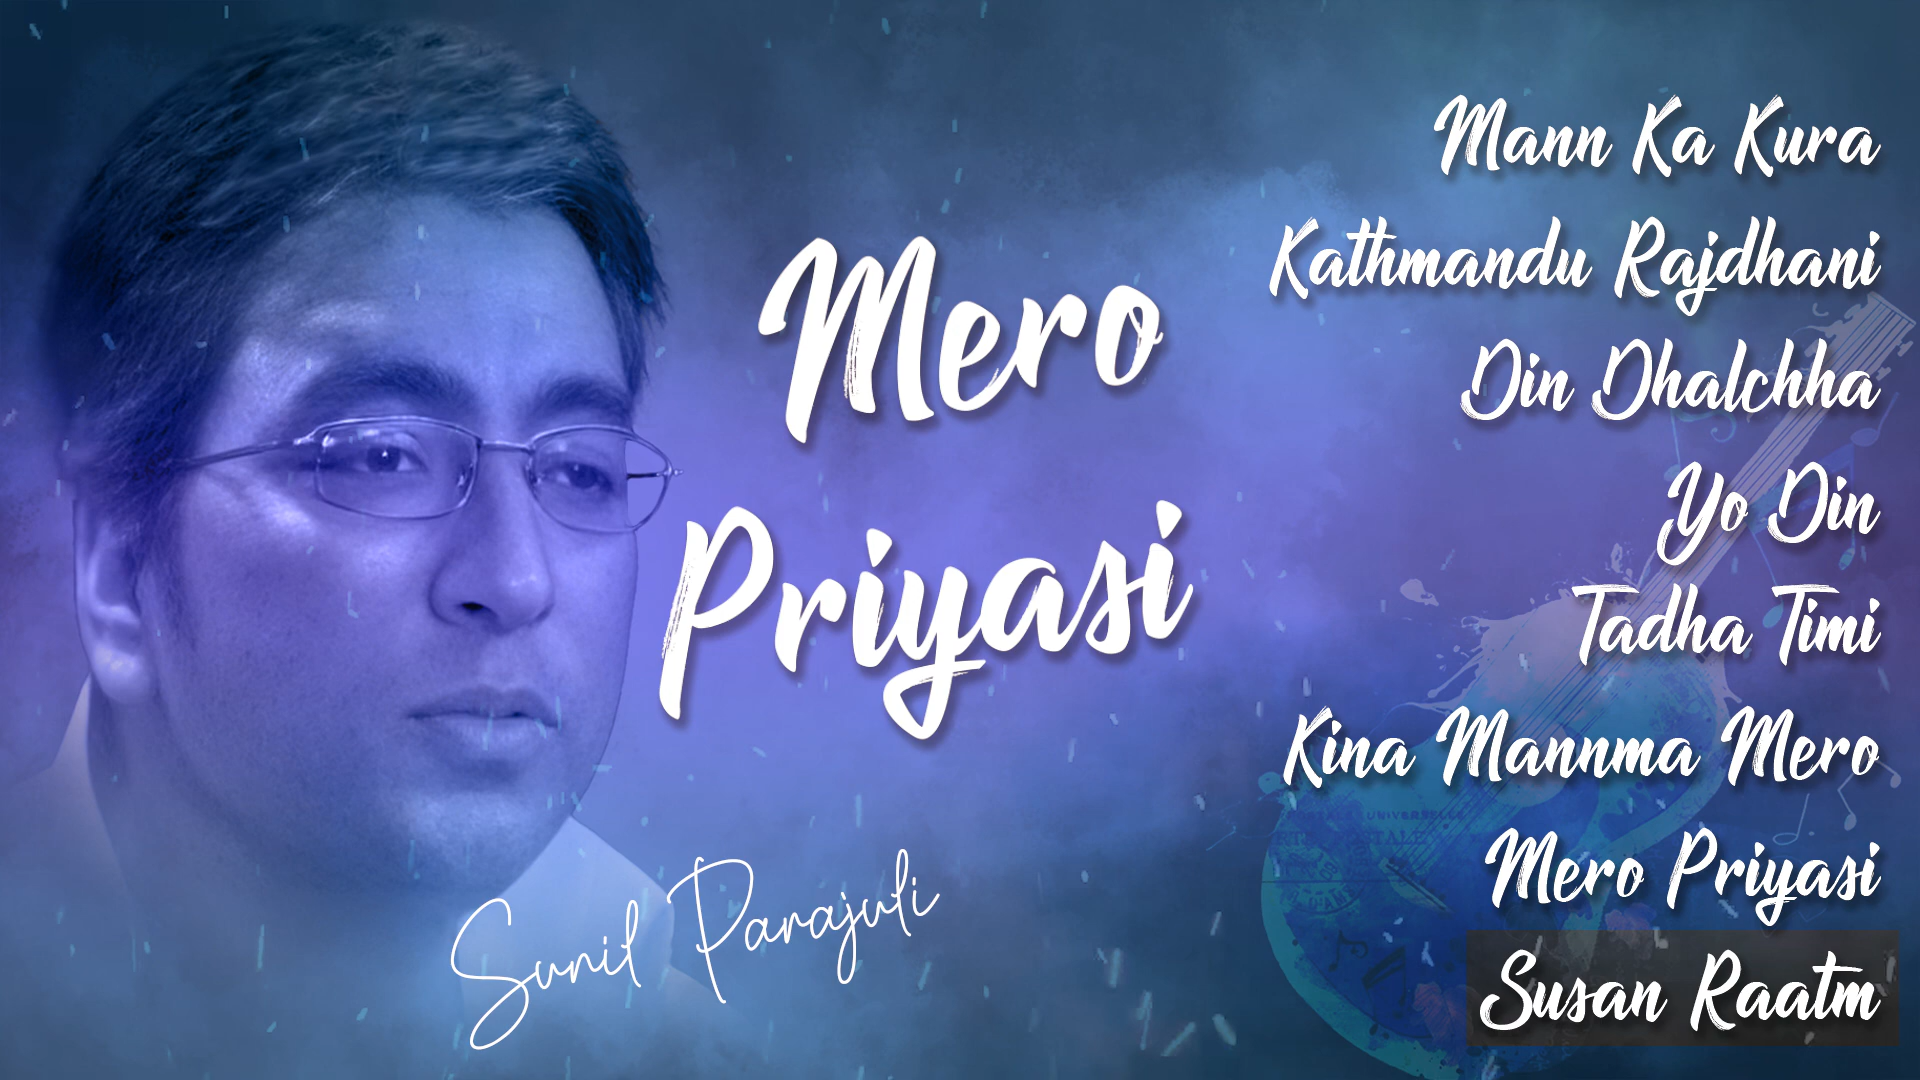 Mero
Priyasi
Sunil Parajuli
Mann Ka Kura
Kathmandu Rajdhani
Din Dhalchha
Yo Din
Tadha Timi
Kina Mannma Mero
Mero Priyasi
Susan Raatm